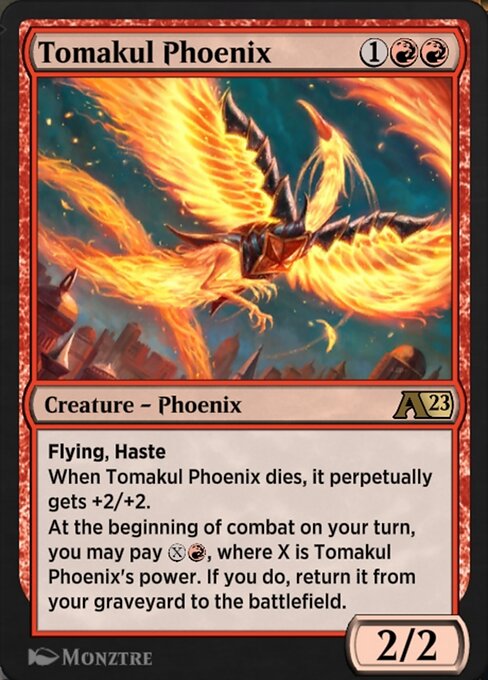 Tomakul Phoenix 1
Creature – Phoenix A23
Flying, Haste
When Tomakul Phoenix dies, it perpetually
gets +2/+2.
At the beginning of combat on your turn,
you may pay X, where X is Tomakul
Phoenix's power. If you do, return it from
your graveyard to the battlefield.
2/2
Monztre